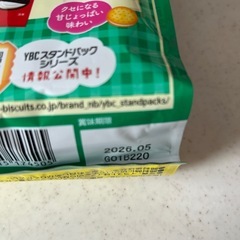 クセになる
甘じょっぱい
味わい
YBCスタンドパック
シリーズ
情報公開中!
-biscuits.co.jp/brand_nb/ybc_standpacks/
賞味期限
2026.05
G016220